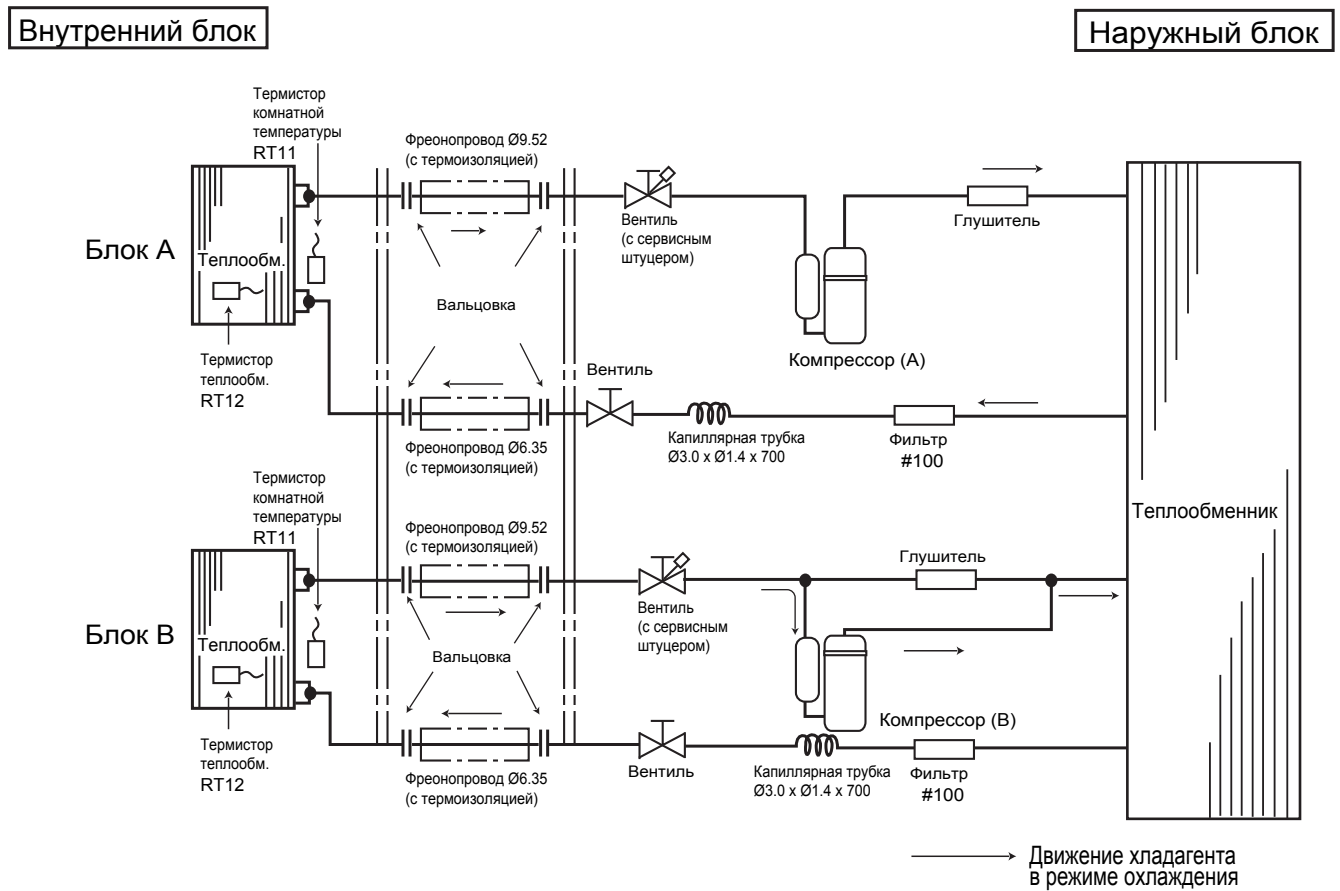 Внутренний блок
Наружный блок
Термистор
комнатной
температуры
RT11
Фреонопровод Ø9.52
(с термоизоляцией)
Вентиль
(с сервисным
штуцером)
Глушитель
Блок A
Теплообм.
Вальцовка
Компрессор (A)
Термистор
теплообм.
RT12
Вентиль
Фреонопровод Ø6.35
(с термоизоляцией)
Капиллярная трубка
Ø3.0 x Ø1.4 x 700
Фильтр
#100
Теплообменник
Термистор
комнатной
температуры
RT11
Фреонопровод Ø9.52
(с термоизоляцией)
Глушитель
Вентиль
(с сервисным
штуцером)
Блок B
Теплообм.
Вальцовка
Компрессор (B)
Термистор
теплообм.
RT12
Фреонопровод Ø6.35
(с термоизоляцией)
Вентиль
Капиллярная трубка
Ø3.0 x Ø1.4 x 700
Фильтр
#100
Движение хладагента
в режиме охлаждения